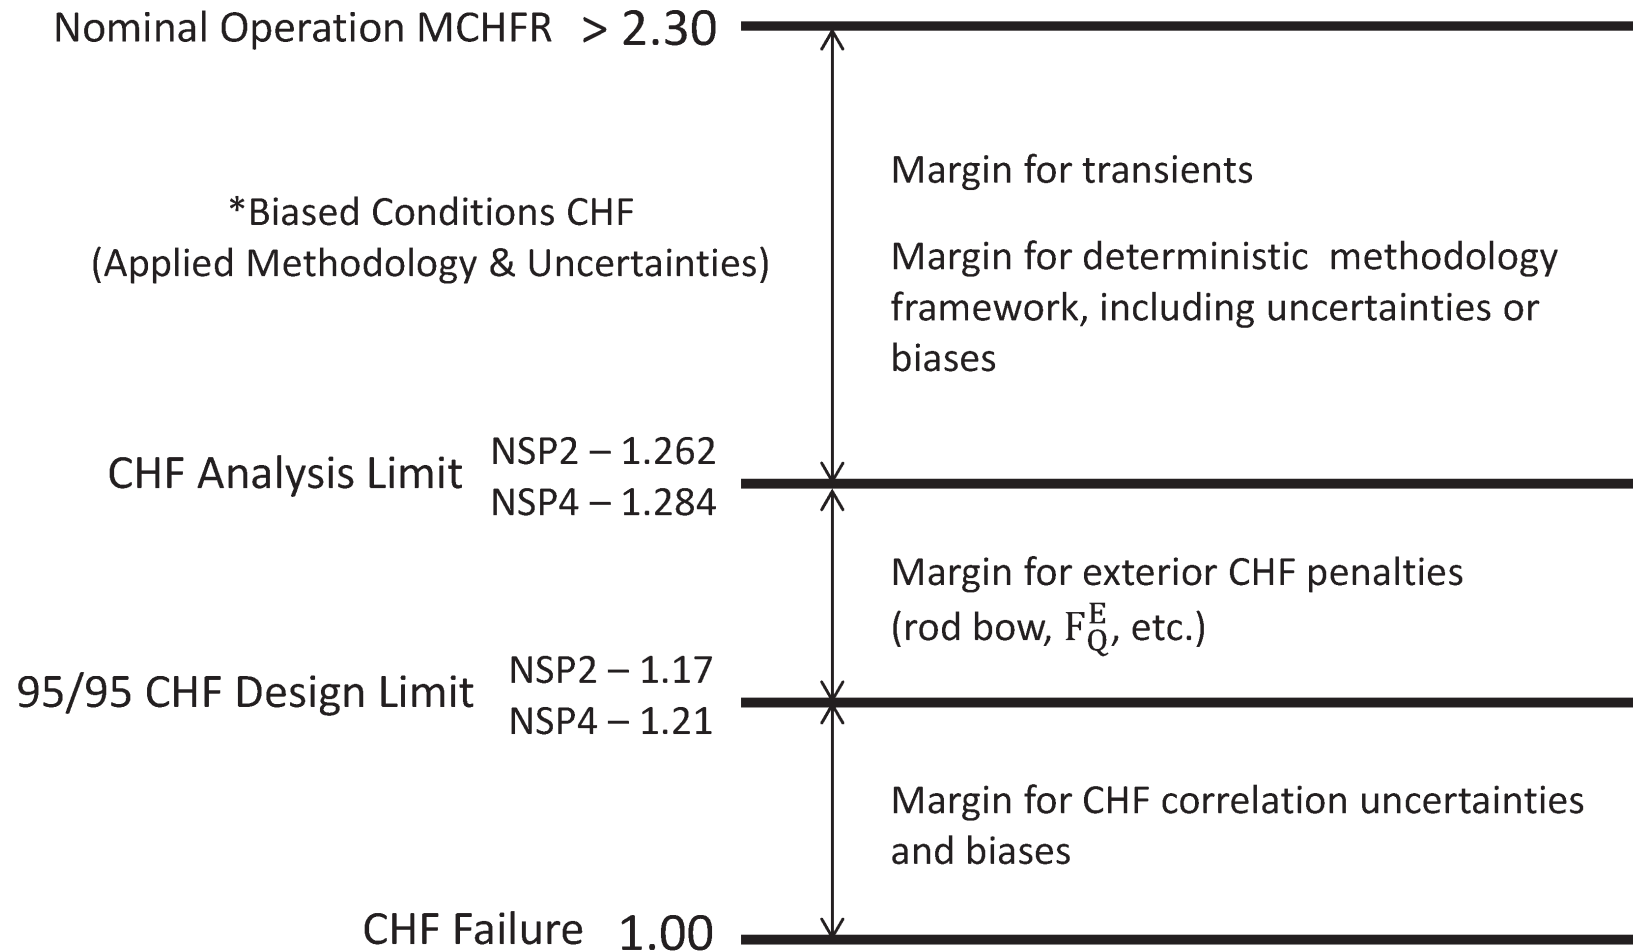 Nominal Operation MCHFR > 2.30
*Biased Conditions CHF
(Applied Methodology & Uncertainties)
Margin for transients
Margin for deterministic methodology
framework, including uncertainties or
biases
CHF Analysis Limit
NSP2 – 1.262
NSP4 – 1.284
Margin for exterior CHF penalties
(rod bow, F_Q^E, etc.)
95/95 CHF Design Limit
NSP2 – 1.17
NSP4 – 1.21
Margin for CHF correlation uncertainties
and biases
CHF Failure 1.00